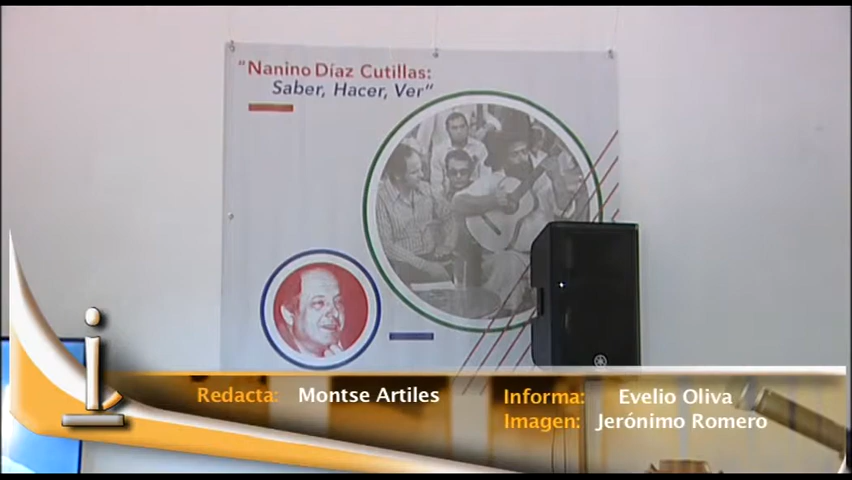 "Nanino Díaz Cutillas:
Saber, Hacer, Ver"
Redacta: Montse Artiles
Informa: Evelio Oliva
Imagen: Jerónimo Romero